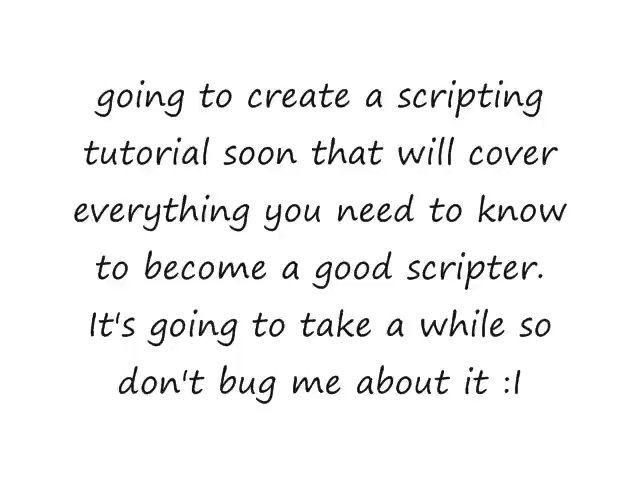 going to create a scripting
tutorial soon that will cover
everything you need to know
to become a good scripter.
It's going to take a while so
don't bug me about it :I